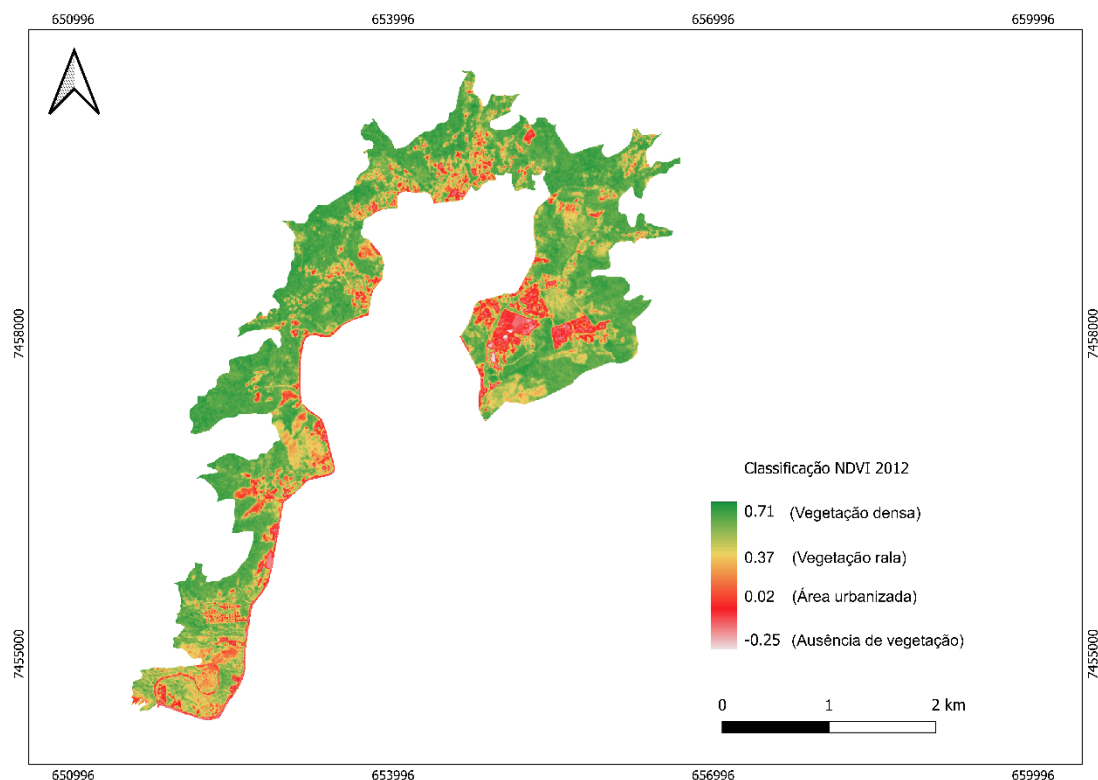 650996 653996 656996 659996
7458000 7458000
Classificação NDVI 2012
0.71 (Vegetação densa)
0.37 (Vegetação rala)
0.02 (Área urbanizada)
-0.25 (Ausência de vegetação)
7455000 7455000
0 1 2 km
650996 653996 656996 659996